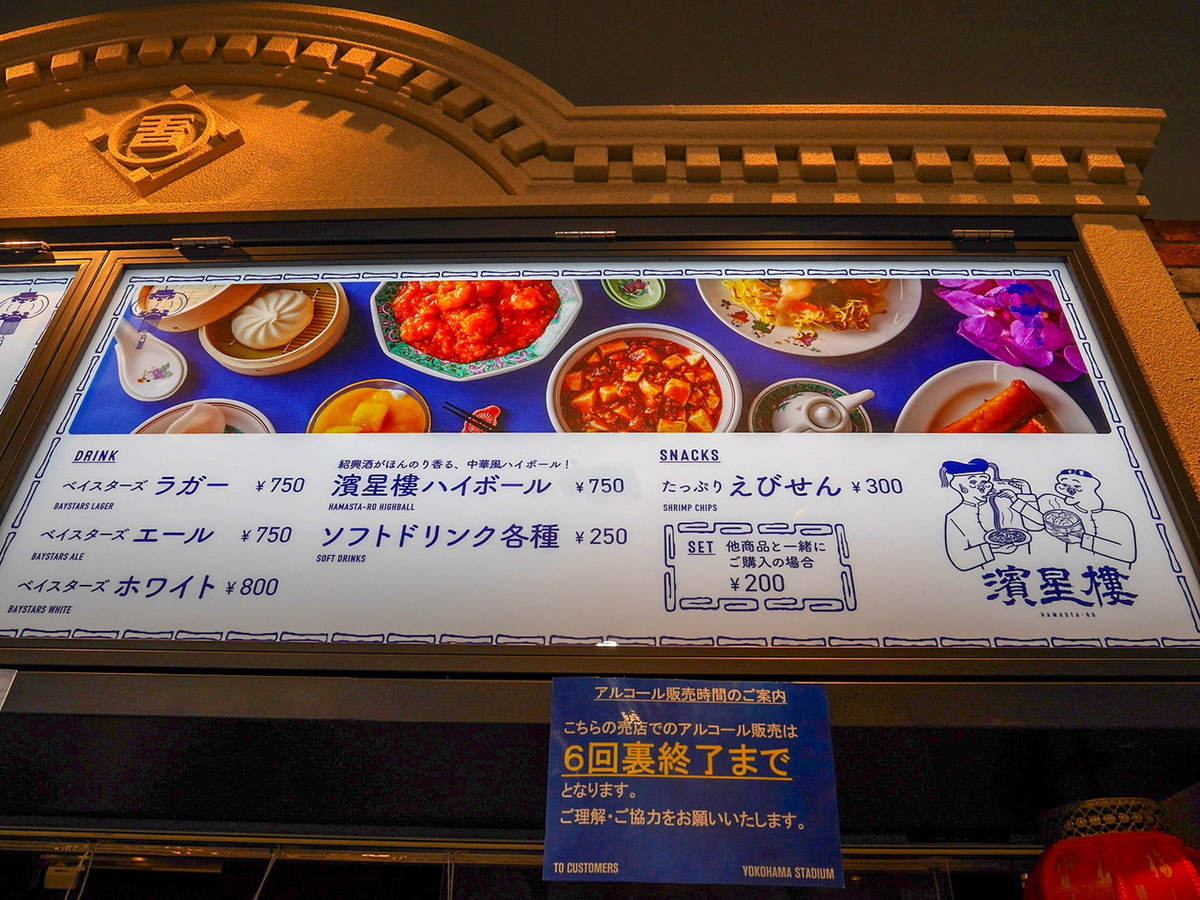 DRINK
ベイスターズ ラガー ¥750
BAYSTARS LAGER
ベイスターズ エール ¥750
BAYSTARS ALE
ベイスターズ ホワイト ¥800
BAYSTARS WHITE
紹興酒がほんのり香る、中華風ハイボール！
濱星樓ハイボール ¥750
HAMASTA-RO HIGHBALL
ソフトドリンク各種 ¥250
SOFT DRINKS
SNACKS
たっぷりえびせん ¥300
SHRIMP CHIPS
SET 他商品と一緒に
ご購入の場合
¥200
濱星樓
HAMASTA-RO
アルコール販売時間のご案内
こちらの売店でのアルコール販売は
6回裏終了まで
となります。
ご理解・ご協力をお願いいたします。
TO CUSTOMERS
YOKOHAMA STADIUM